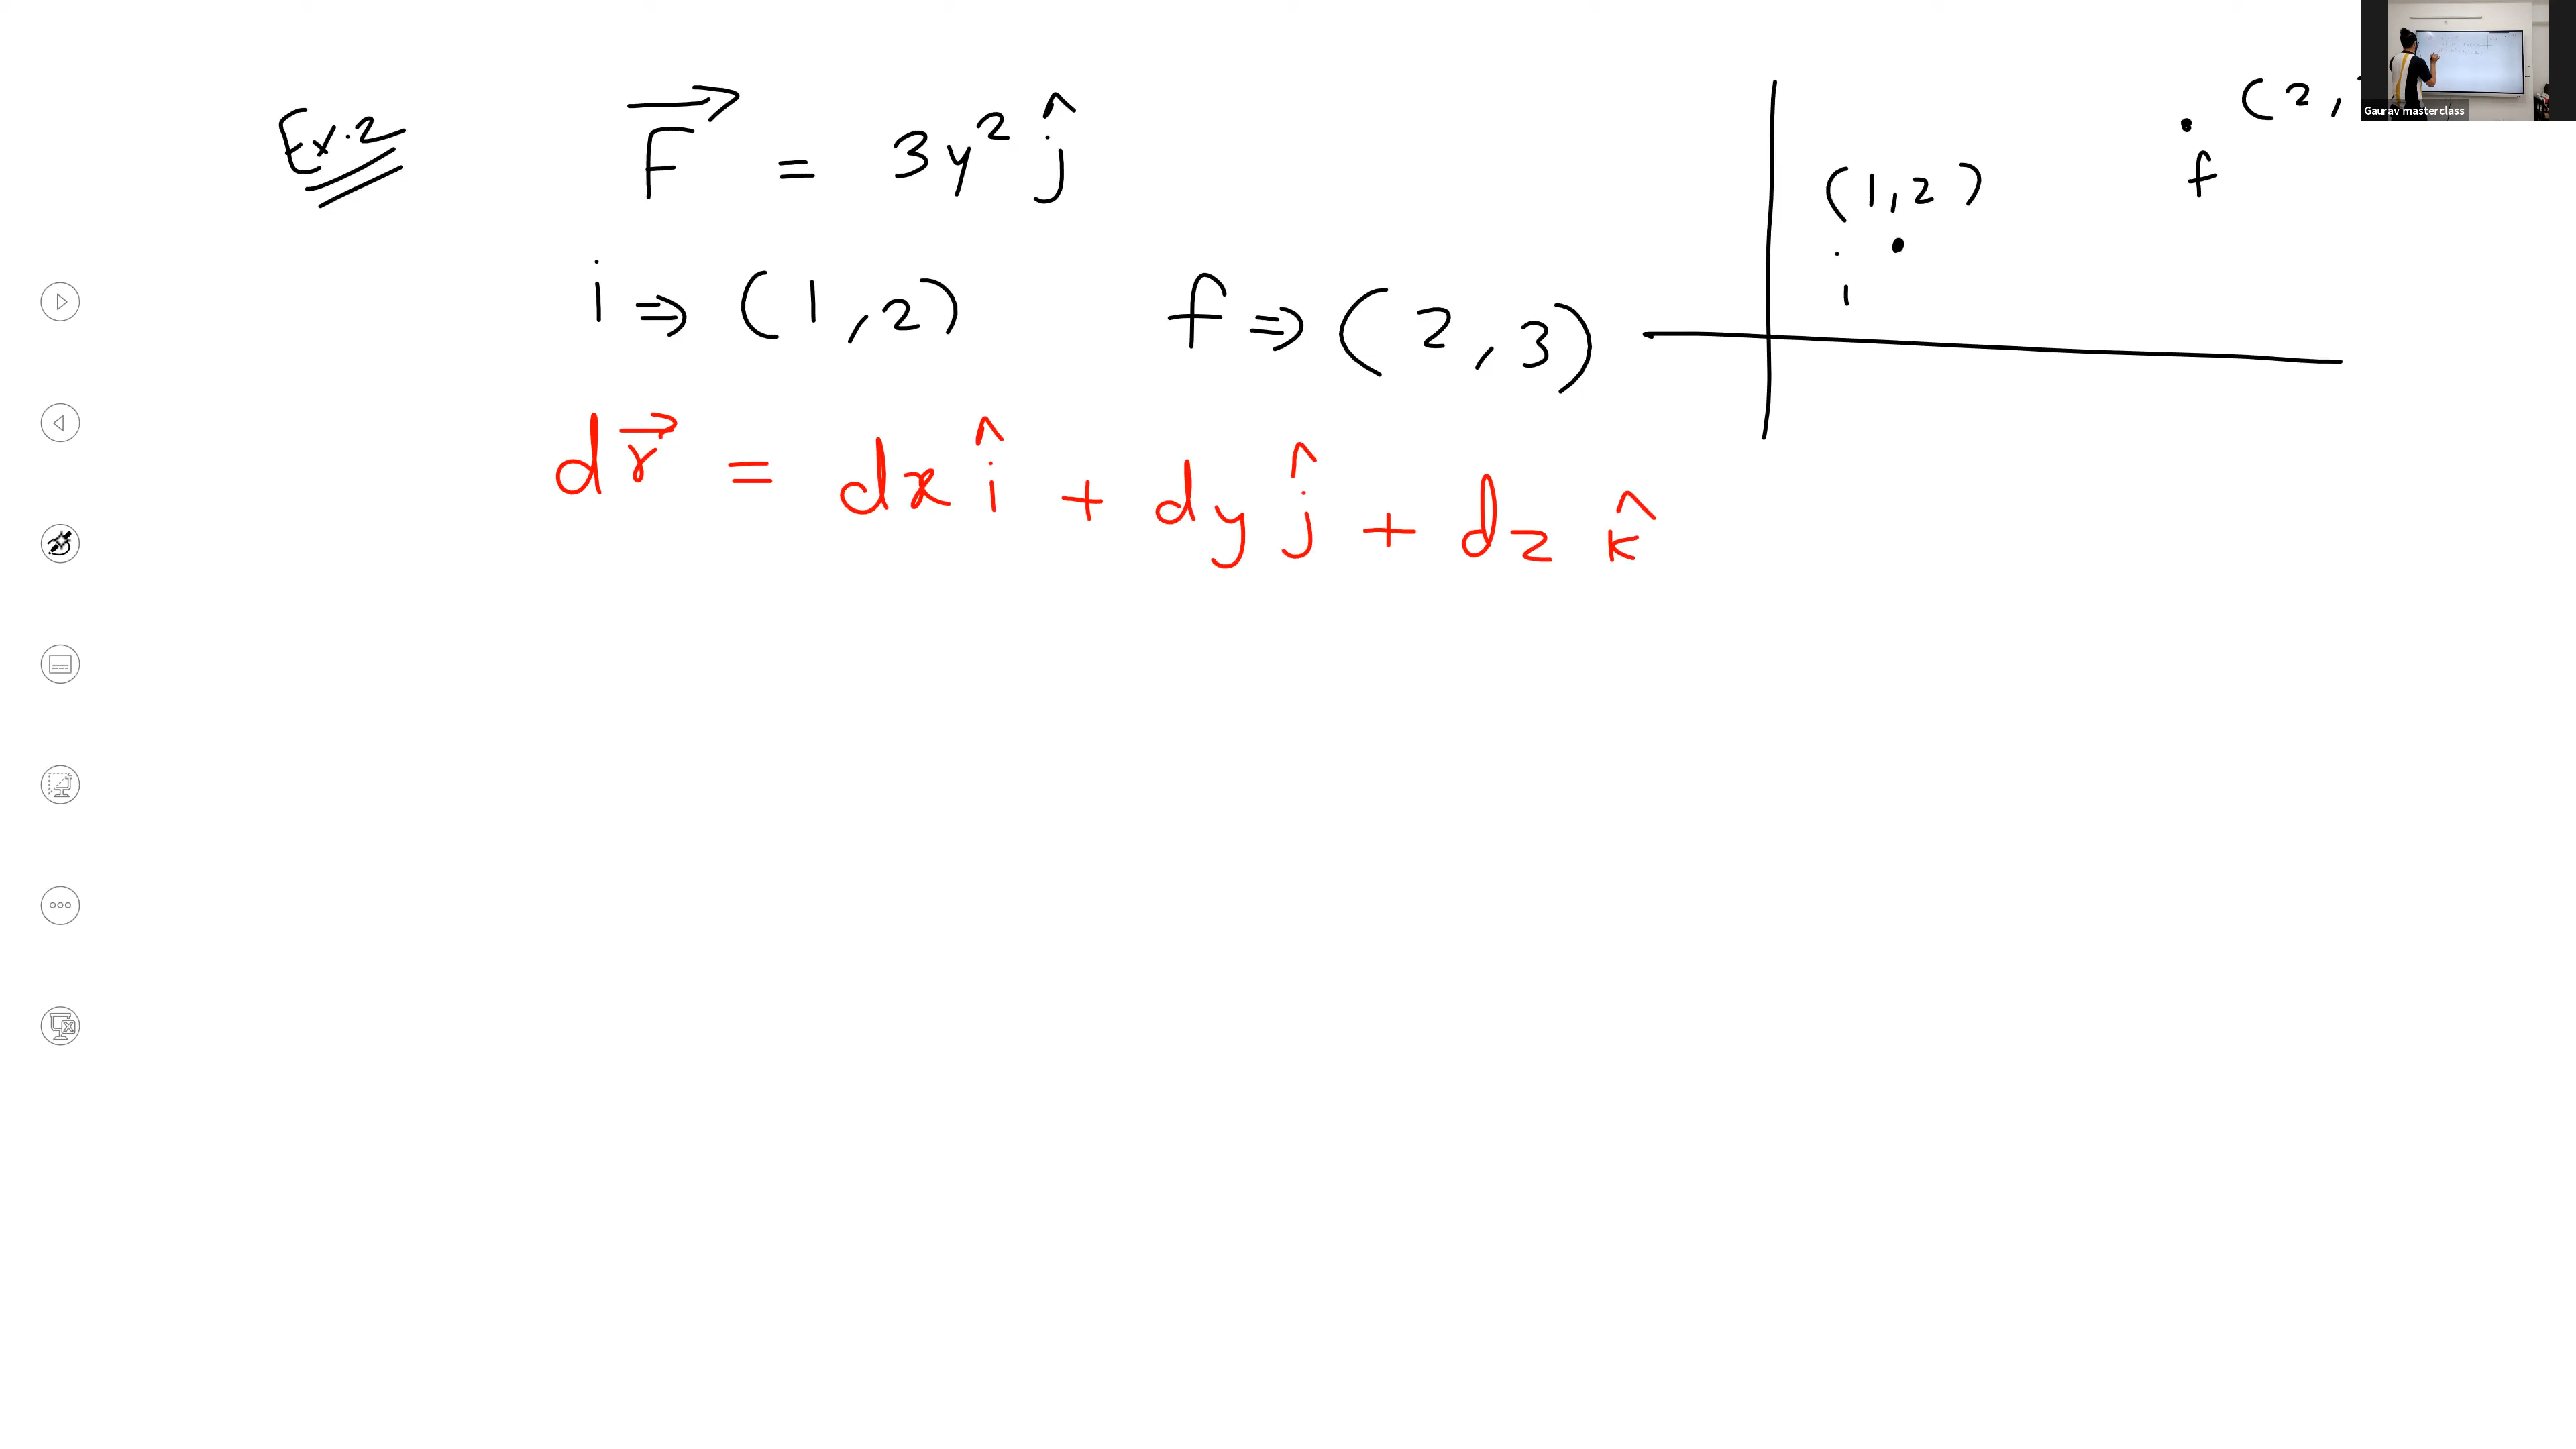 Ex.2
F⃗ = 3y² ĵ
i ⇒ (1,2) f ⇒ (2,3)
dr⃗ = dx î + dy ĵ + dz k̂
(2,
f
(1,2)
i
Gaurav masterclass